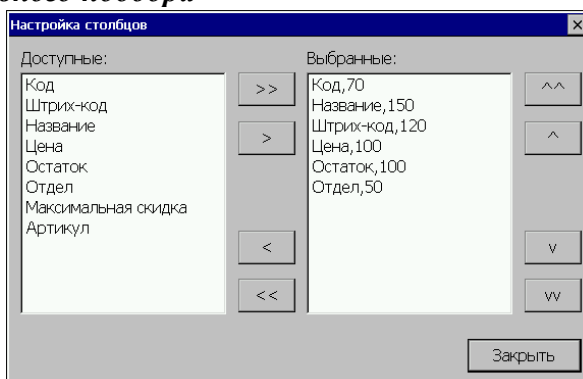 Настройка столбцов
Доступные:
Код
Штрих-код
Название
Цена
Остаток
Отдел
Максимальная скидка
Артикул
>>
>
<
<<
Выбранные:
Код,70
Название,150
Штрих-код,120
Цена,100
Остаток,100
Отдел,50
^^
^
v
vv
Закрыть